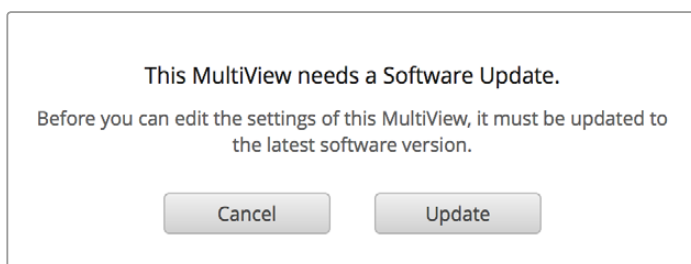 This MultiView needs a Software Update.
Before you can edit the settings of this MultiView, it must be updated to
the latest software version.
Cancel
Update